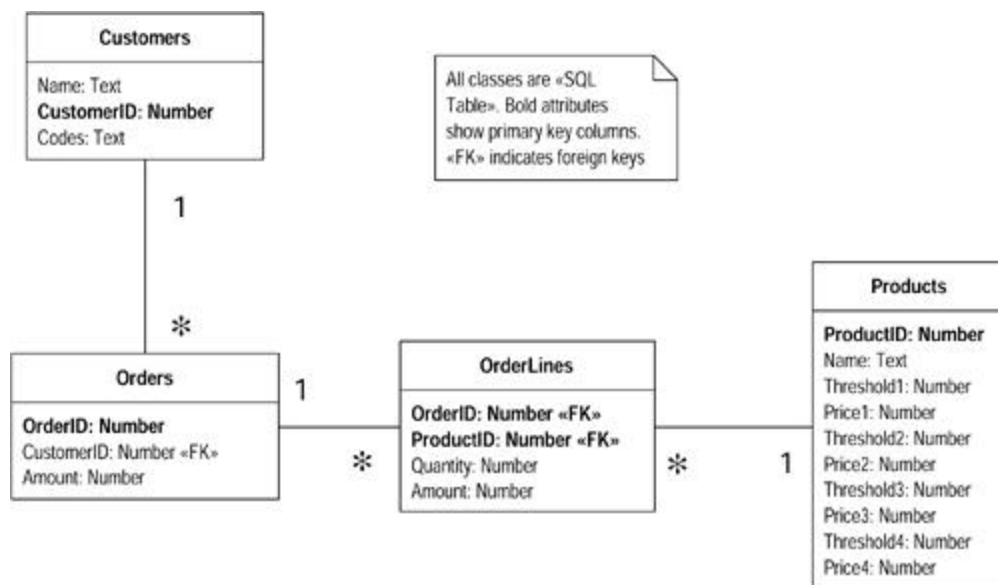 Customers
Name: Text
CustomerID: Number
Codes: Text
All classes are «SQL
Table». Bold attributes
show primary key columns.
«FK» indicates foreign keys
1
*
Orders
OrderID: Number
CustomerID: Number «FK»
Amount: Number
1
*
OrderLines
OrderID: Number «FK»
ProductID: Number «FK»
Quantity: Number
Amount: Number
*
1
Products
ProductID: Number
Name: Text
Threshold1: Number
Price1: Number
Threshold2: Number
Price2: Number
Threshold3: Number
Price3: Number
Threshold4: Number
Price4: Number